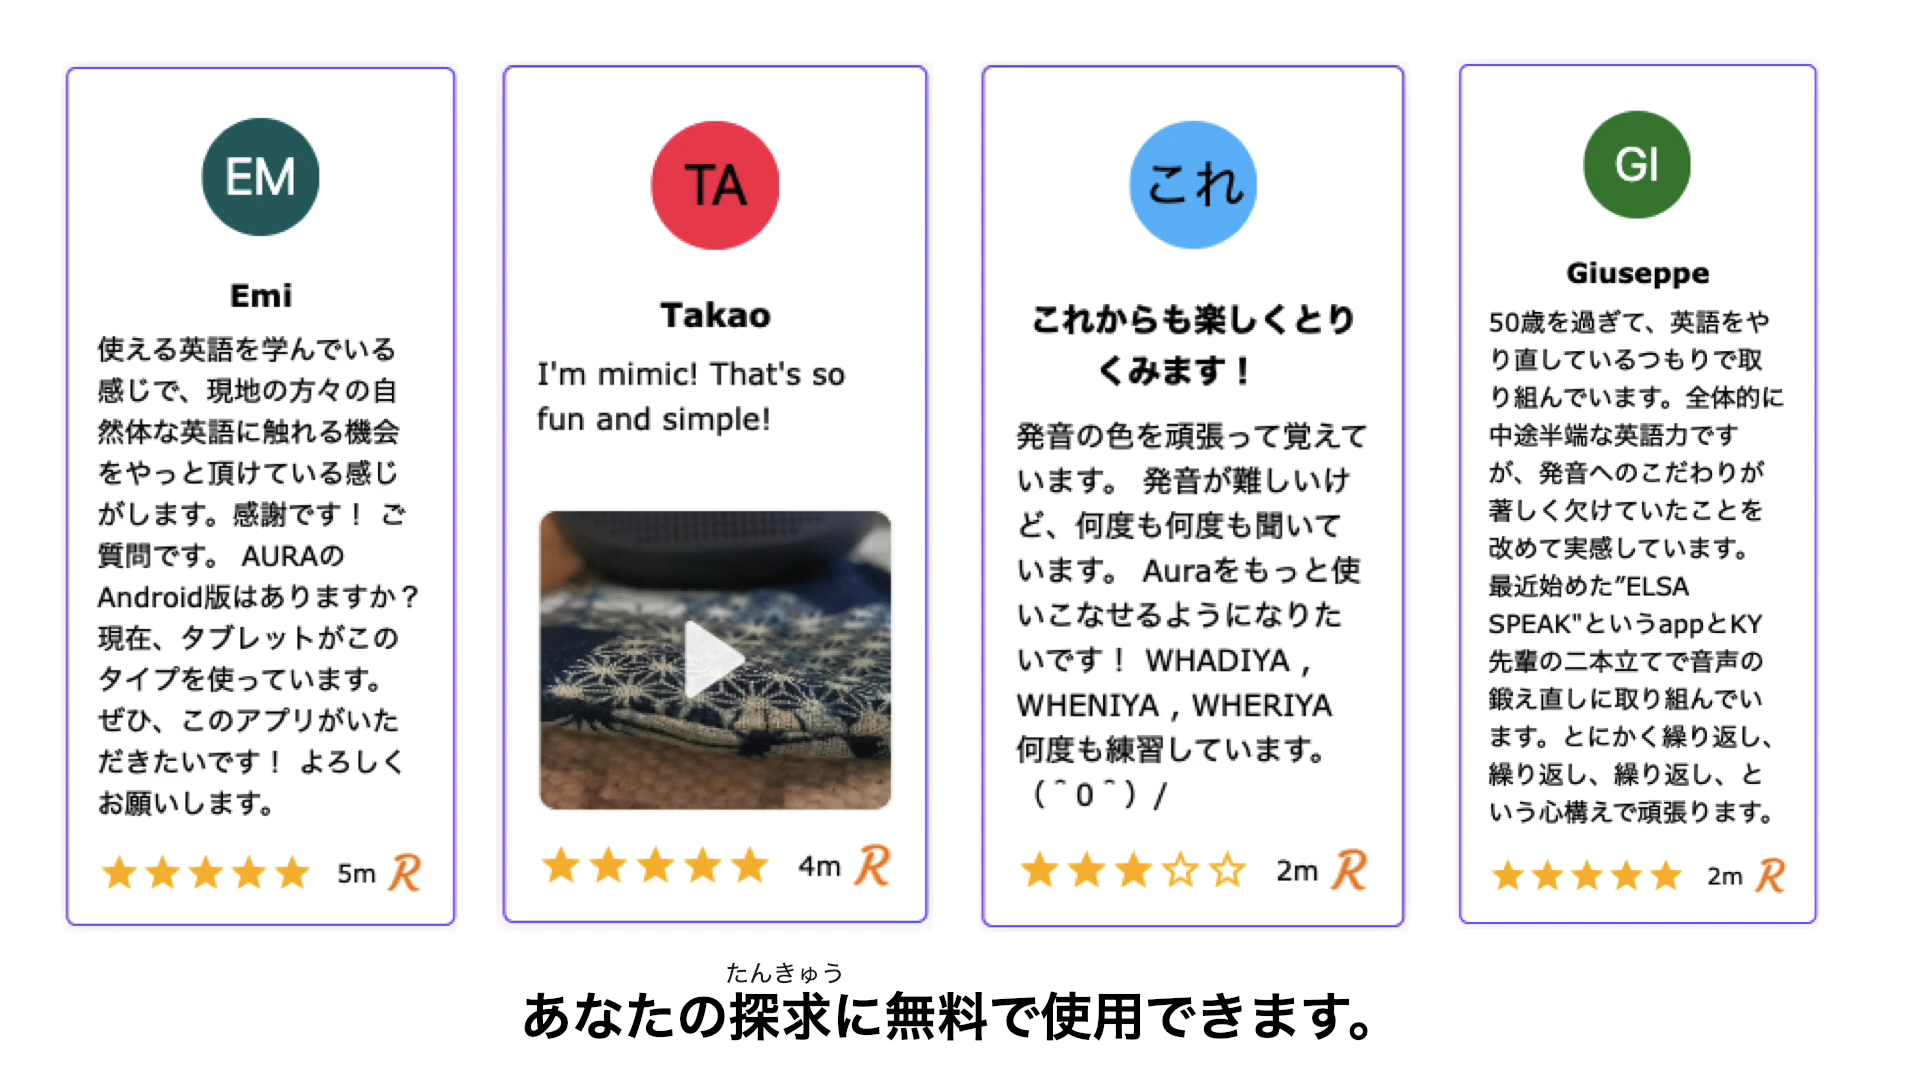 EM
Emi
使える英語を学んでいる
感じで、現地の方々の自
然体な英語に触れる機会
をやっと頂けている感じ
がします。感謝です！ ご
質問です。 AURAの
Android版はありますか？
現在、タブレットがこの
タイプを使っています。
ぜひ、このアプリがいた
だきたいです！ よろしく
お願いします。
5m R
TA
Takao
I'm mimic! That's so
fun and simple!
4m R
これ
これからも楽しくとり
くみます！
発音の色を頑張って覚えて
います。 発音が難しいけ
ど、何度も何度も聞いて
います。 Auraをもっと使
いこなせるようになりた
いです！ WHADIYA ,
WHENIYA , WHERIYA
何度も練習しています。
（＾0＾）/
2m R
GI
Giuseppe
50歳を過ぎて、英語をや
り直しているつもりで取
り組んでいます。全体的に
中途半端な英語力です
が、発音へのこだわりが
著しく欠けていたことを
改めて実感しています。
最近始めた”ELSA
SPEAK"というappとKY
先輩の二本立てで音声の
鍛え直しに取り組んでい
ます。とにかく繰り返し、
繰り返し、繰り返し、と
いう心構えで頑張ります。
2m R
たんきゅう
あなたの探求に無料で使用できます。